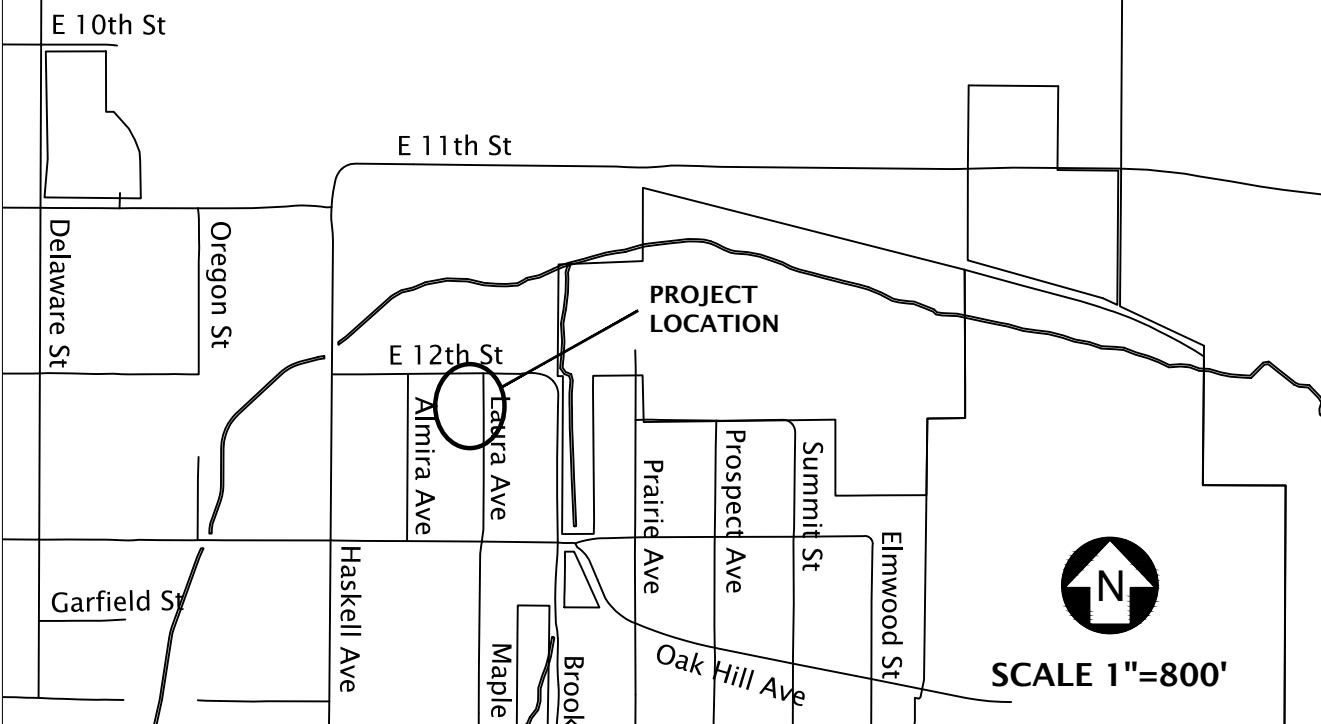 E 10th St
E 11th St
Delaware St
Oregon St
PROJECT
LOCATION
E 12th St
Almira Ave
Laura Ave
Prairie Ave
Prospect Ave
Summit St
Elmwood St
Haskell Ave
Garfield St
Maple
Brook
Oak Hill Ave
N
SCALE 1"=800'